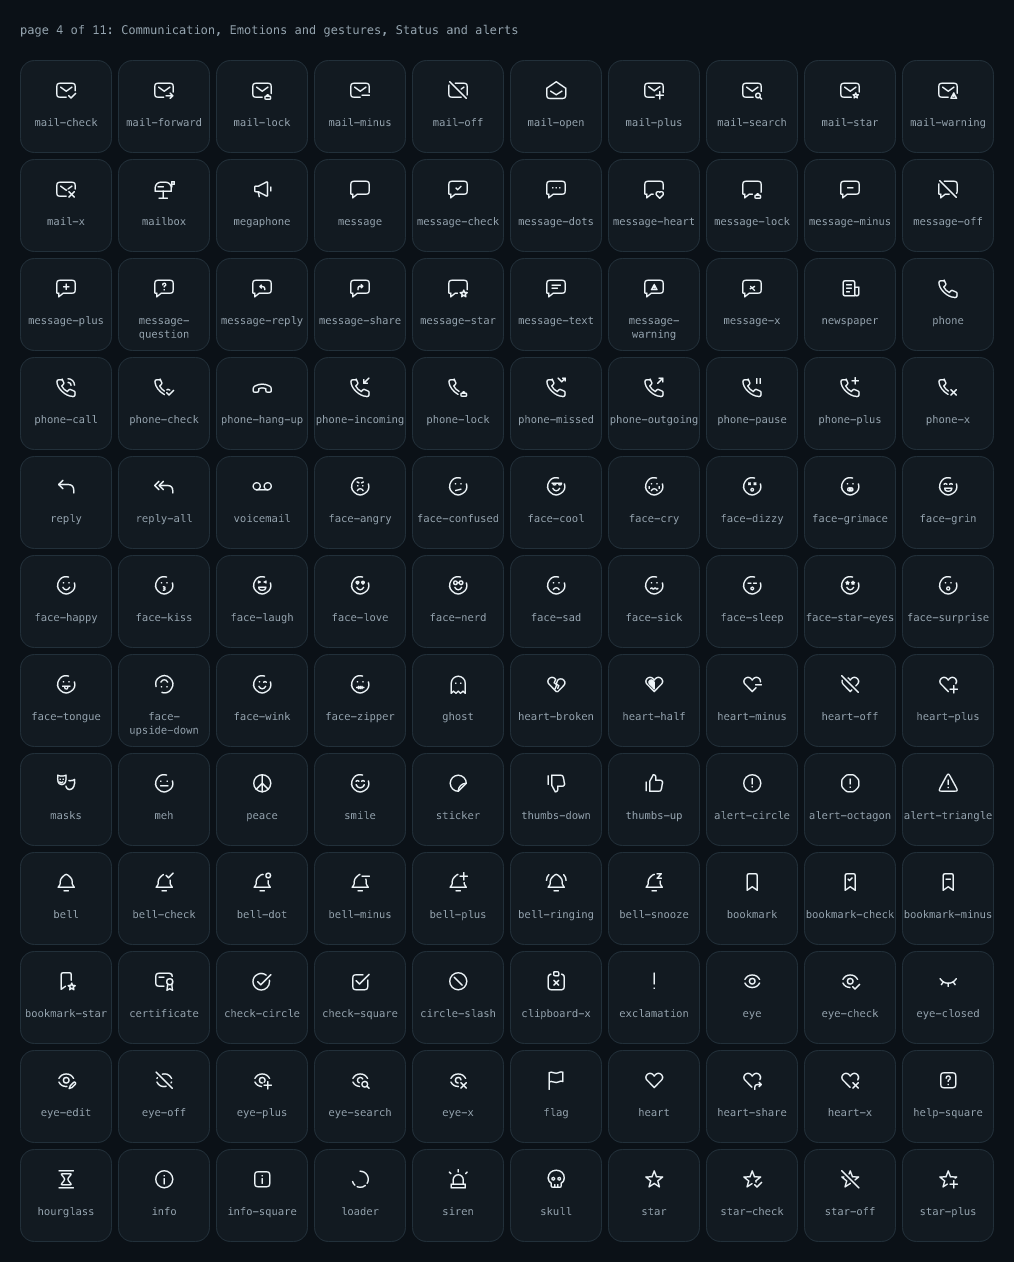 page 4 of 11: Communication, Emotions and gestures, Status and alerts
mail-check mail-forward mail-lock mail-minus mail-off mail-open mail-plus mail-search mail-star mail-warning
mail-x mailbox megaphone message message-check message-dots message-heart message-lock message-minus message-off
message-plus message-question message-reply message-share message-star message-text message-warning message-x newspaper phone
phone-call phone-check phone-hang-up phone-incoming phone-lock phone-missed phone-outgoing phone-pause phone-plus phone-x
reply reply-all voicemail face-angry face-confused face-cool face-cry face-dizzy face-grimace face-grin
face-happy face-kiss face-laugh face-love face-nerd face-sad face-sick face-sleep face-star-eyes face-surprise
face-tongue face-upside-down face-wink face-zipper ghost heart-broken heart-half heart-minus heart-off heart-plus
masks meh peace smile sticker thumbs-down thumbs-up alert-circle alert-octagon alert-triangle
bell bell-check bell-dot bell-minus bell-plus bell-ringing bell-snooze bookmark bookmark-check bookmark-minus
bookmark-star certificate check-circle check-square circle-slash clipboard-x exclamation eye eye-check eye-closed
eye-edit eye-off eye-plus eye-search eye-x flag heart heart-share heart-x help-square
hourglass info info-square loader siren skull star star-check star-off star-plus